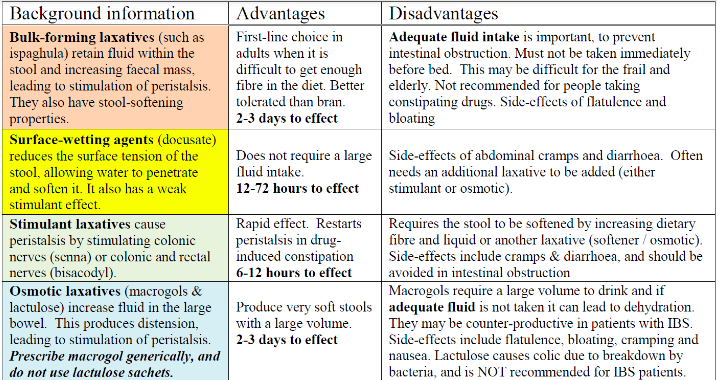 Background information
Advantages
Disadvantages
Bulk-forming laxatives (such as
ispaghula) retain fluid within the
stool and increasing faecal mass,
leading to stimulation of peristalsis.
They also have stool-softening
properties.
First-line choice in
adults when it is
difficult to get enough
fibre in the diet. Better
tolerated than bran.
2-3 days to effect
Adequate fluid intake is important, to prevent
intestinal obstruction. Must not be taken immediately
before bed. This may be difficult for the frail and
elderly. Not recommended for people taking
constipating drugs. Side-effects of flatulence and
bloating
Surface-wetting agents (docusate)
reduces the surface tension of the
stool, allowing water to penetrate
and soften it. It also has a weak
stimulant effect.
Does not require a large
fluid intake.
12-72 hours to effect
Side-effects of abdominal cramps and diarrhoea. Often
needs an additional laxative to be added (either
stimulant or osmotic).
Stimulant laxatives cause
peristalsis by stimulating colonic
nerves (senna) or colonic and rectal
nerves (bisacodyl).
Rapid effect. Restarts
peristalsis in drug-
induced constipation
6-12 hours to effect
Requires the stool to be softened by increasing dietary
fibre and liquid or another laxative (softener / osmotic).
Side-effects include cramps & diarrhoea, and should be
avoided in intestinal obstruction
Osmotic laxatives (macrogols &
lactulose) increase fluid in the large
bowel. This produces distension,
leading to stimulation of peristalsis.
Prescribe macrogol generically, and
do not use lactulose sachets.
Produce very soft stools
with a large volume.
2-3 days to effect
Macrogols require a large volume to drink and if
adequate fluid is not taken it can lead to dehydration.
They may be counter-productive in patients with IBS.
Side-effects include flatulence, bloating, cramping and
nausea. Lactulose causes colic due to breakdown by
bacteria, and is NOT recommended for IBS patients.